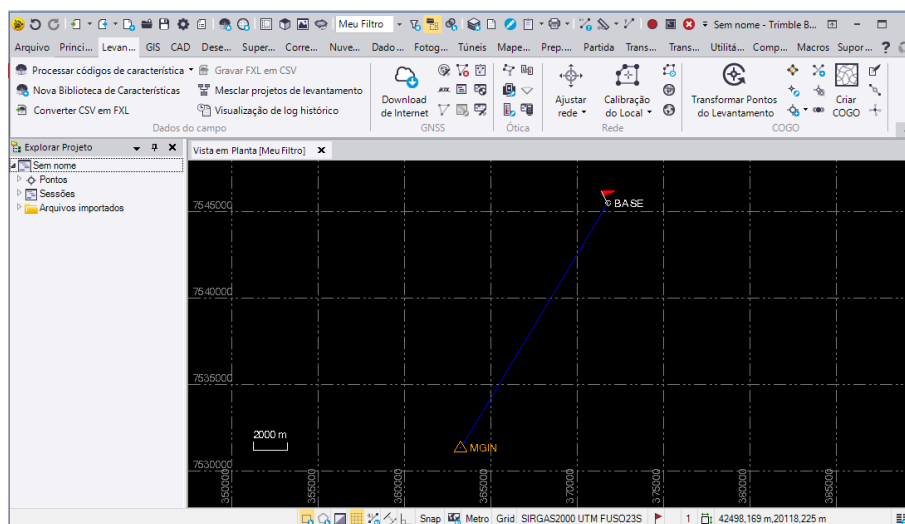 Meu Filtro
Sem nome - Trimble B...
Arquivo Princi... Levan... GIS CAD Dese... Super... Corre... Nuve... Dado... Fotog... Túneis Mape... Prep.... Partida Trans... Trans... Utilitá... Comp... Macros Supor... ?
Processar códigos de característica Gravar FXL em CSV
Nova Biblioteca de Características Mesclar projetos de levantamento
Converter CSV em FXL Visualização de log histórico
Dados do campo
Download
de Internet
GNSS
Ótica
Ajustar
rede
Calibração
do Local
Rede
Transformar Pontos
do Levantamento
Criar
COGO
COGO
Explorar Projeto
Sem nome
Pontos
Sessões
Arquivos importados
Vista em Planta [Meu Filtro]
BASE
7545000
7540000
7535000
2000 m
MGIN
7530000
350000 355000 360000 365000 370000 375000 380000 385000
Snap Metro Grid SIRGAS2000 UTM FUSO23S 1 42498,169 m,20118,225 m